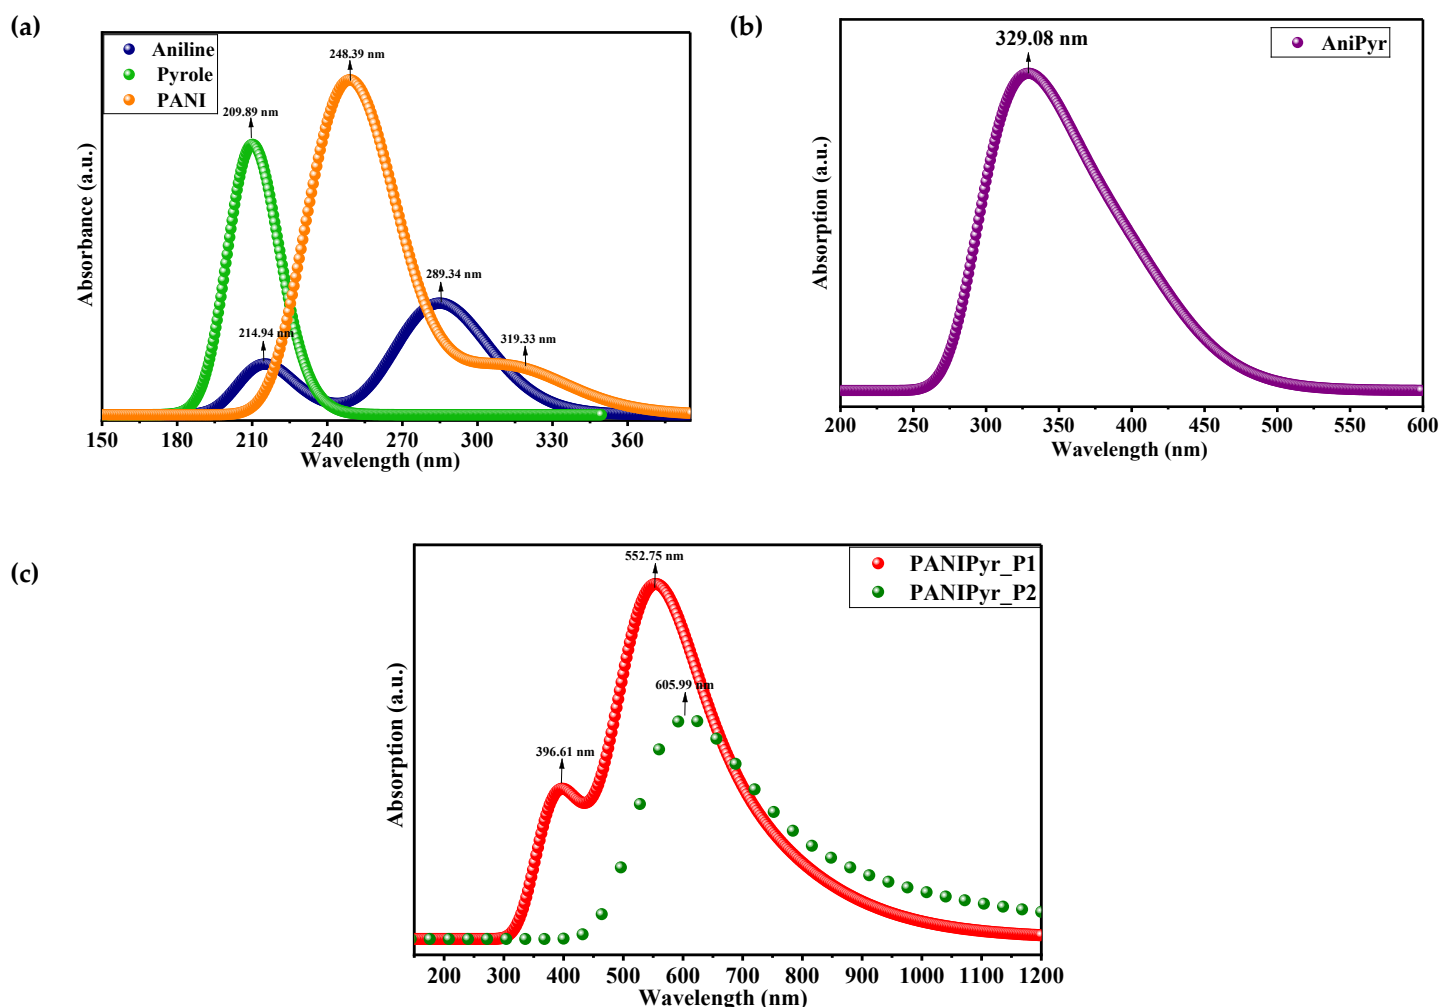 (a)
Aniline
Pyrole
PANI
248.39 nm
209.89 nm
289.34 nm
214.94 nm
319.33 nm
Absorbance (a.u.)
150 180 210 240 270 300 330 360
Wavelength (nm)
(b)
329.08 nm
AniPyr
Absorption (a.u.)
200 250 300 350 400 450 500 550 600
Wavelength (nm)
(c)
552.75 nm
PANIPyr_P1
PANIPyr_P2
605.99 nm
396.61 nm
Absorption (a.u.)
200 300 400 500 600 700 800 900 1000 1100 1200
Wavelength (nm)